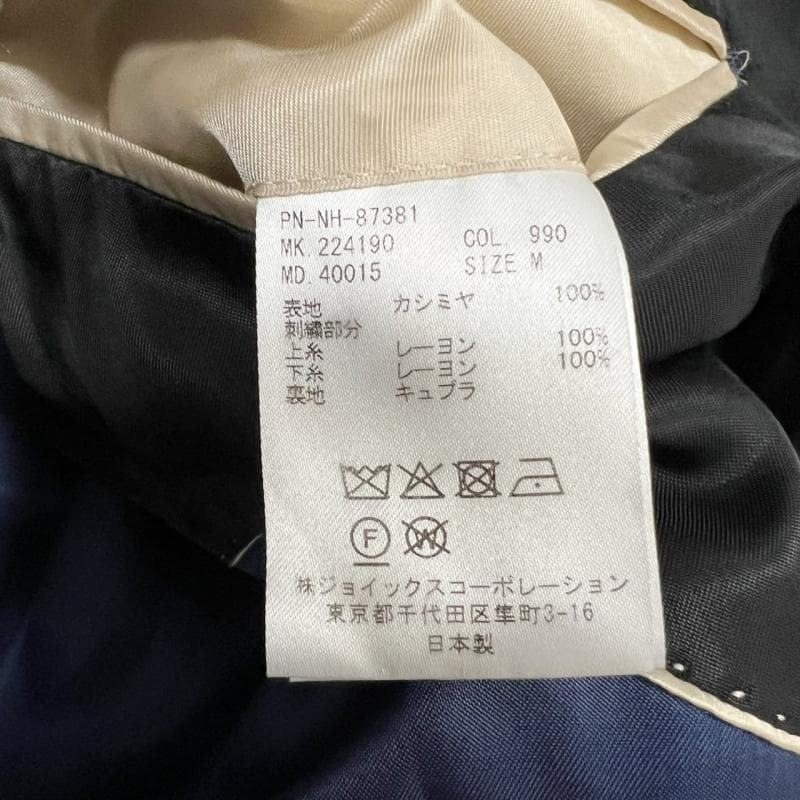 PN-NH-87381
MK. 224190 COL. 990
MD. 40015 SIZE M
表地 カシミヤ 100%
刺繍部分
上糸 レーヨン 100%
下糸 レーヨン 100%
裏地 キュプラ
F W
㈱ジョイックスコーポレーション
東京都千代田区隼町3-16
日本製